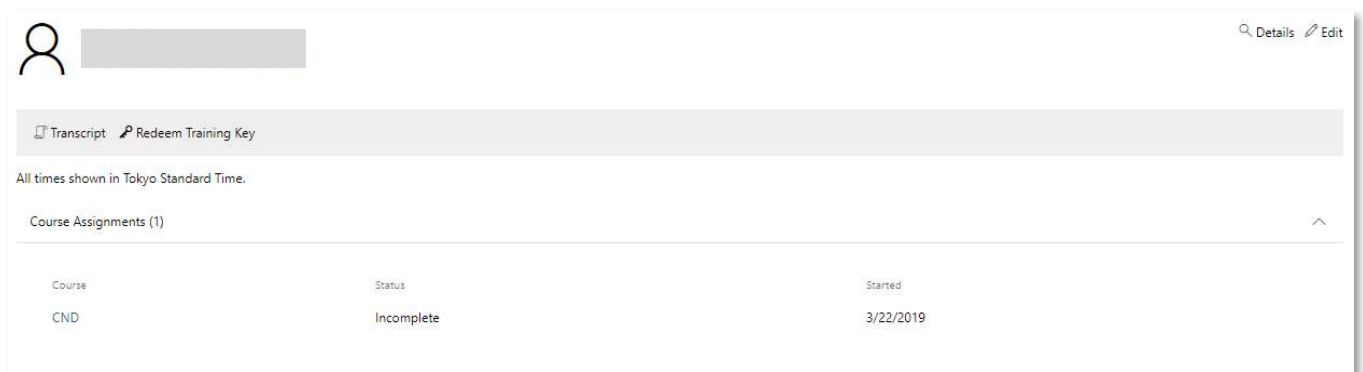 Details Edit
Transcript Redeem Training Key
All times shown in Tokyo Standard Time.
Course Assignments (1)
Course Status Started
CND Incomplete 3/22/2019